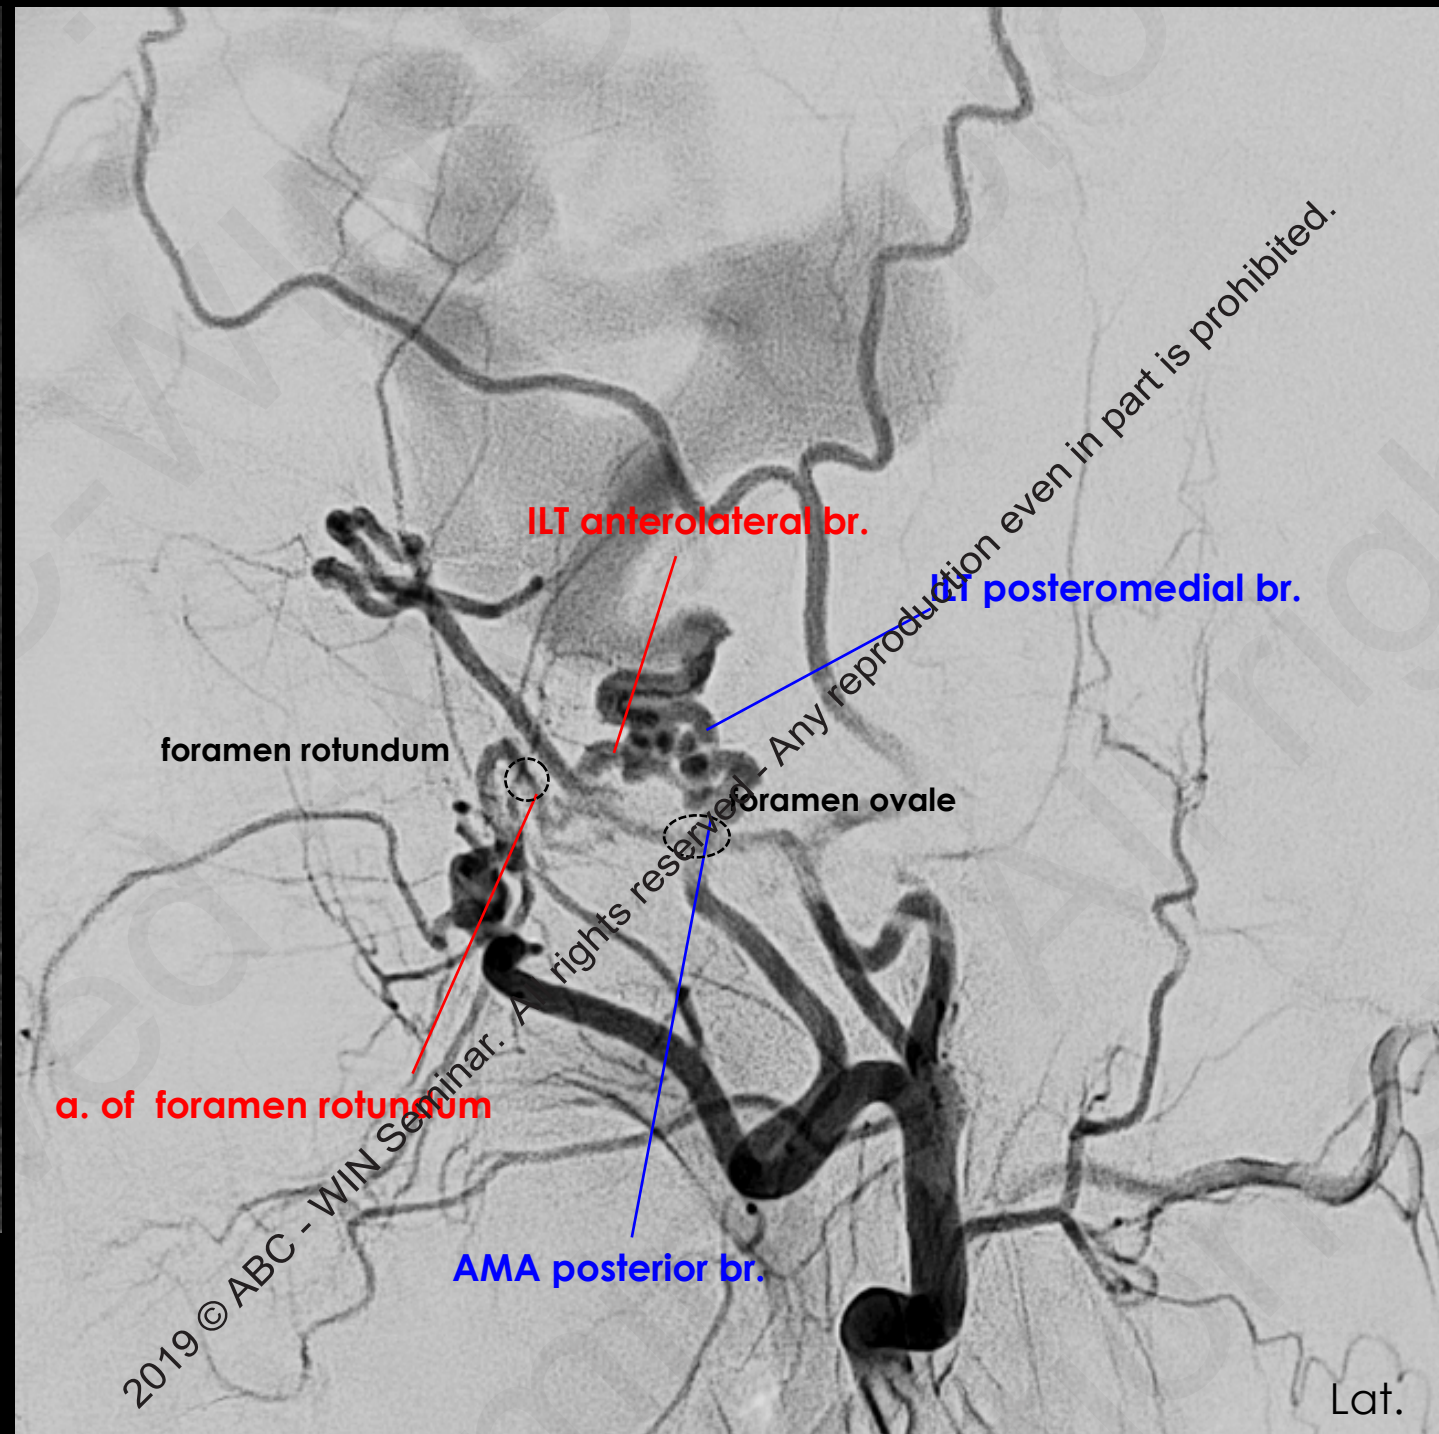 ILT anterolateral br.
ILT posteromedial br.
foramen rotundum
foramen ovale
a. of foramen rotundum
AMA posterior br.
2019 © ABC - WIN Seminar. All rights reserved - Any reproduction even in part is prohibited.
Lat.